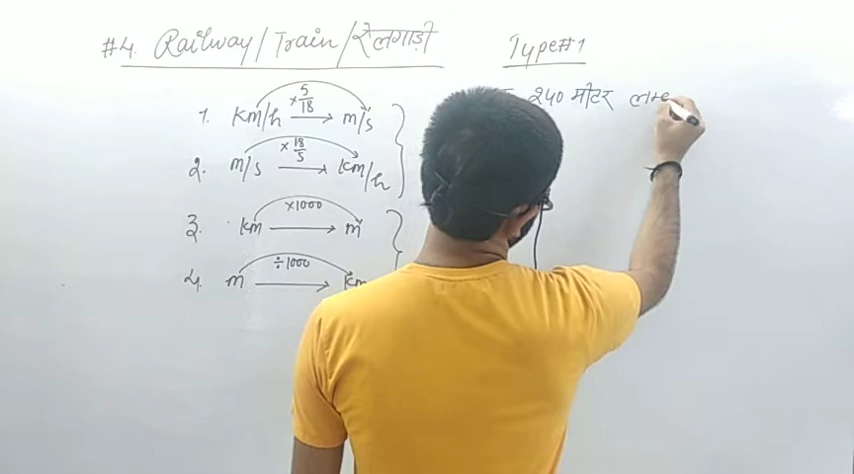 #4. Railway/Train/रेलगाड़ी
Type#1
1. Km/h ×5/18 → m/s
2. m/s ×18/5 → Km/h
3. Km ×1000 → m
4. m ÷1000 → Km
240 मीटर